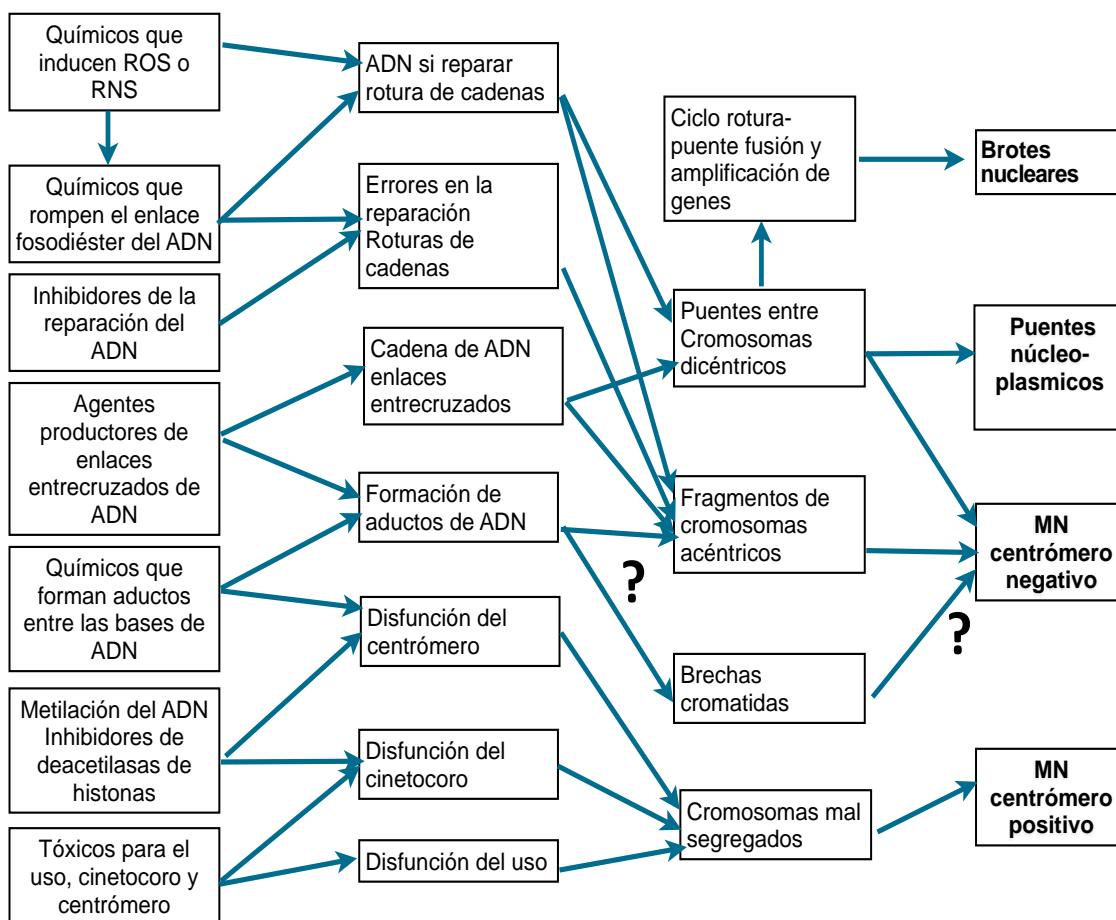 Químicos que
inducen ROS o
RNS
Químicos que
rompen el enlace
fosodiéster del ADN
Inhibidores de la
reparación del
ADN
Agentes
productores de
enlaces
entrecruzados de
ADN
Químicos que
forman aductos
entre las bases de
ADN
Metilación del ADN
Inhibidores de
deacetilasas de
histonas
Tóxicos para el
uso, cinetocoro y
centrómero
ADN si reparar
rotura de cadenas
Errores en la
reparación
Roturas de
cadenas
Cadena de ADN
enlaces
entrecruzados
Formación de
aductos de ADN
Disfunción del
centrómero
Disfunción del
cinetocoro
Disfunción del uso
Ciclo rotura-
puente fusión y
amplificación de
genes
Puentes entre
Cromosomas
dicéntricos
Fragmentos de
cromosomas
acéntricos
?
Brechas
cromatidas
Cromosomas mal
segregados
Brotes
nucleares
Puentes
núcleo-
plasmicos
MN
centrómero
negativo
?
MN
centrómero
positivo